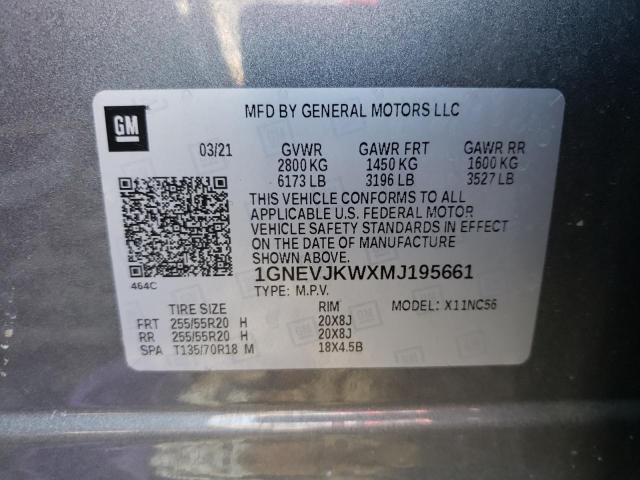 GM
MFD BY GENERAL MOTORS LLC
03/21 GVWR GAWR FRT GAWR RR
2800 KG 1450 KG 1600 KG
6173 LB 3196 LB 3527 LB
THIS VEHICLE CONFORMS TO ALL
APPLICABLE U.S. FEDERAL MOTOR
VEHICLE SAFETY STANDARDS IN EFFECT
ON THE DATE OF MANUFACTURE
SHOWN ABOVE.
1GNEVJKWXMJ195661
464C TYPE: M.P.V.
TIRE SIZE RIM MODEL: X11NC56
FRT 255/55R20 H 20X8J
RR 255/55R20 H 20X8J
SPA T135/70R18 M 18X4.5B